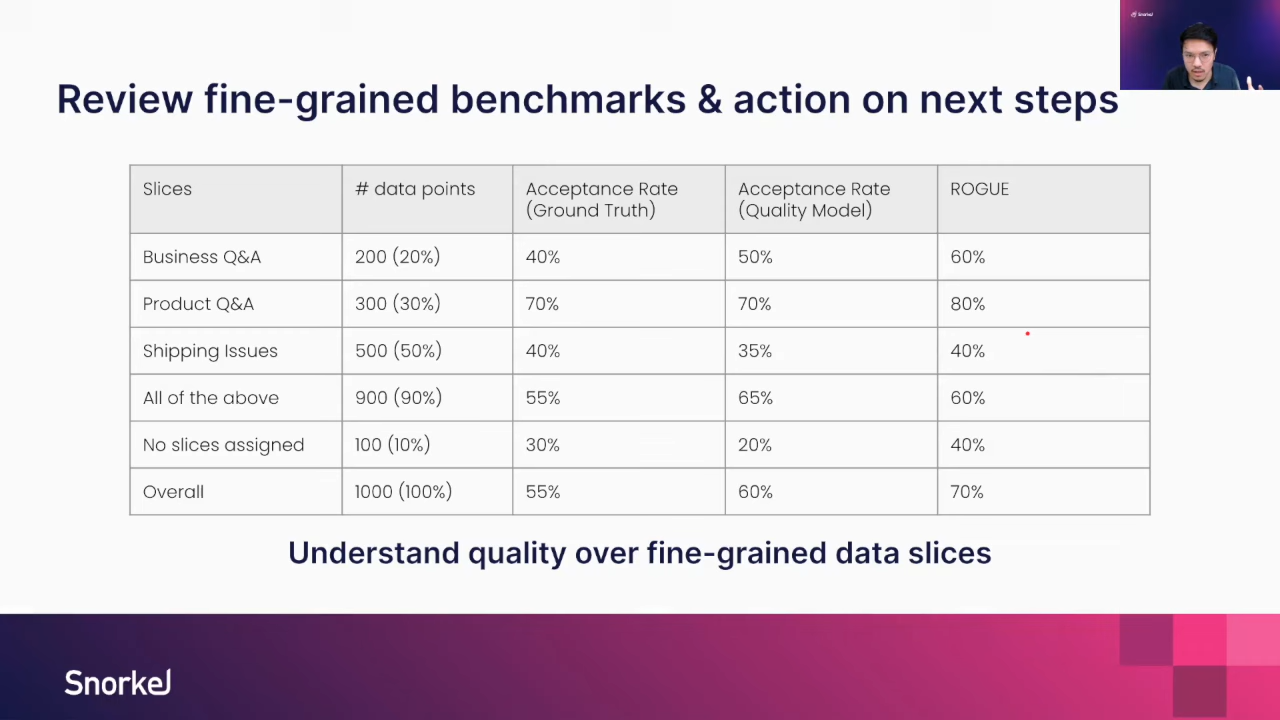 Snorkel
Review fine-grained benchmarks & action on next steps
Slices
# data points
Acceptance Rate
(Ground Truth)
Acceptance Rate
(Quality Model)
ROGUE
Business Q&A
200 (20%)
40%
50%
60%
Product Q&A
300 (30%)
70%
70%
80%
Shipping Issues
500 (50%)
40%
35%
40%
All of the above
900 (90%)
55%
65%
60%
No slices assigned
100 (10%)
30%
20%
40%
Overall
1000 (100%)
55%
60%
70%
Understand quality over fine-grained data slices
Snorkel